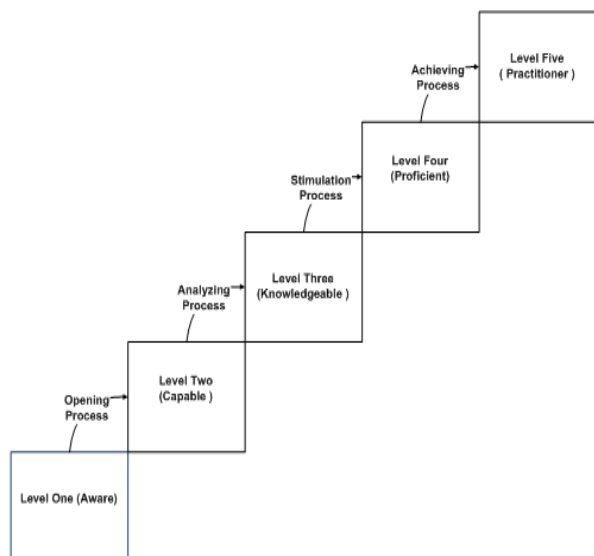 Level Five
( Practitioner )
Achieving
Process
Level Four
(Proficient)
Stimulation
Process
Level Three
(Knowledgeable )
Analyzing
Process
Level Two
(Capable )
Opening
Process
Level One (Aware)